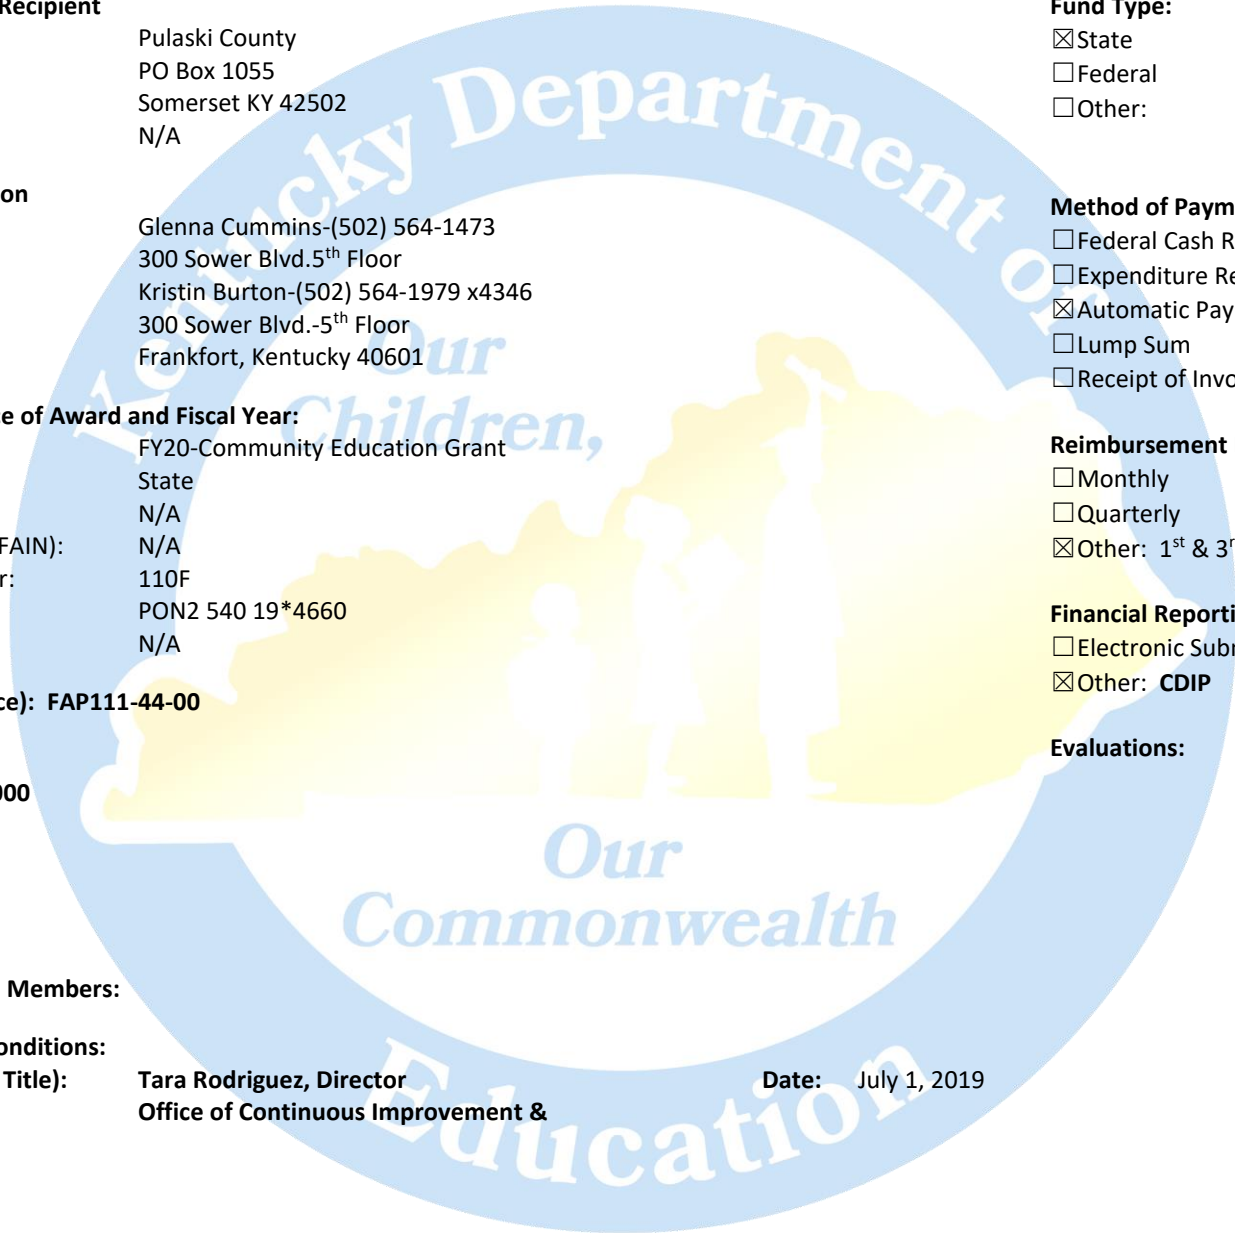 Recipient
Pulaski County
PO Box 1055
Somerset KY 42502
N/A
on
Glenna Cummins-(502) 564-1473
300 Sower Blvd.5th Floor
Kristin Burton-(502) 564-1979 x4346
300 Sower Blvd.-5th Floor
Frankfort, Kentucky 40601
ce of Award and Fiscal Year:
FY20-Community Education Grant
State
N/A
FAIN): N/A
r: 110F
PON2 540 19*4660
N/A
ce): FAP111-44-00
000
Members:
onditions:
Title): Tara Rodriguez, Director
Office of Continuous Improvement &
Date: July 1, 2019
Fund Type:
☒State
☐Federal
☐Other:
Method of Paym
☐Federal Cash R
☐Expenditure Re
☒Automatic Pay
☐Lump Sum
☐Receipt of Invo
Reimbursement
☐Monthly
☐Quarterly
☒Other: 1st & 3r
Financial Reporti
☐Electronic Subr
☒Other: CDIP
Evaluations:
Kentucky Department of
Education
Our
Children,
Our
Commonwealth